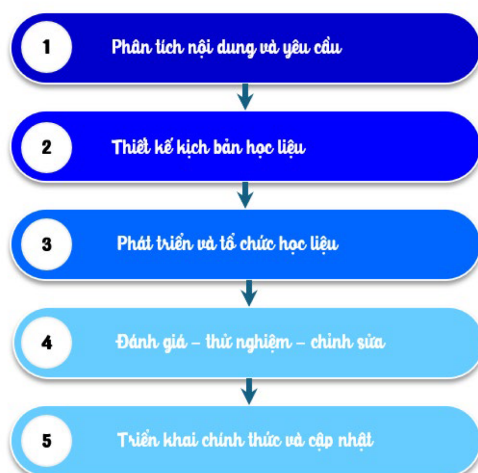 1 Phân tích nội dung và yêu cầu
2 Thiết kế kịch bản học liệu
3 Phát triển và tổ chức học liệu
4 Đánh giá – thử nghiệm – chỉnh sửa
5 Triển khai chính thức và cập nhật